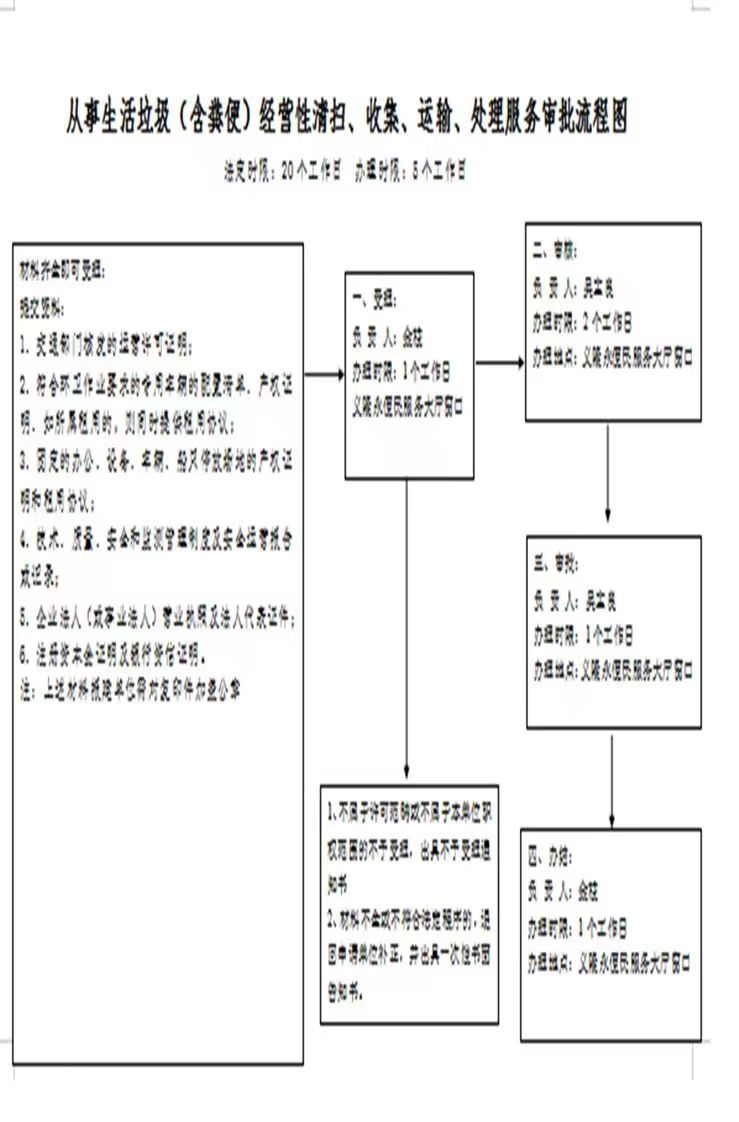 从事生活垃圾（含粪便）经营性清扫、收集、运输、处理服务审批流程图
法定时限：20个工作日 办理时限：5个工作日
材料齐全即可受理：
提交资料：
1．交通部门核发的运营许可证明；
2．符合环卫作业要求的专用车辆的配置清单．产权证
明．如所属租用的，则同时提供租用协议；
3．固定的办公．设备．车辆．船只停放场地的产权证
明和租用协议；
4．技术．质量．安全和监测管理制度及安全运营报告
或记录；
5．企业法人（或事业法人）营业执照及法人代表证件；
6．注册资本金证明及银行资信证明。
注：上述材料报建单位需对复印件加盖公章
一、受理：
负 责 人：金枝
办理时限：1个工作日
义隆永便民服务大厅窗口
1、不属于许可范畴或不属于本单位职
权范围的不予受理，出具不予受理通
知书
2、材料不全或不符合法定程序的，退
回申请单位补正，并出具一次性书面
告知书。
二、审核：
负 责 人：吴军良
办理时限：2个工作日
办理地点：义隆永便民服务大厅窗口
三、审批：
负 责 人：吴军良
办理时限：1个工作日
办理地点：义隆永便民服务大厅窗口
四、办结：
负 责 人：金枝
办理时限：1个工作日
办理地点：义隆永便民服务大厅窗口